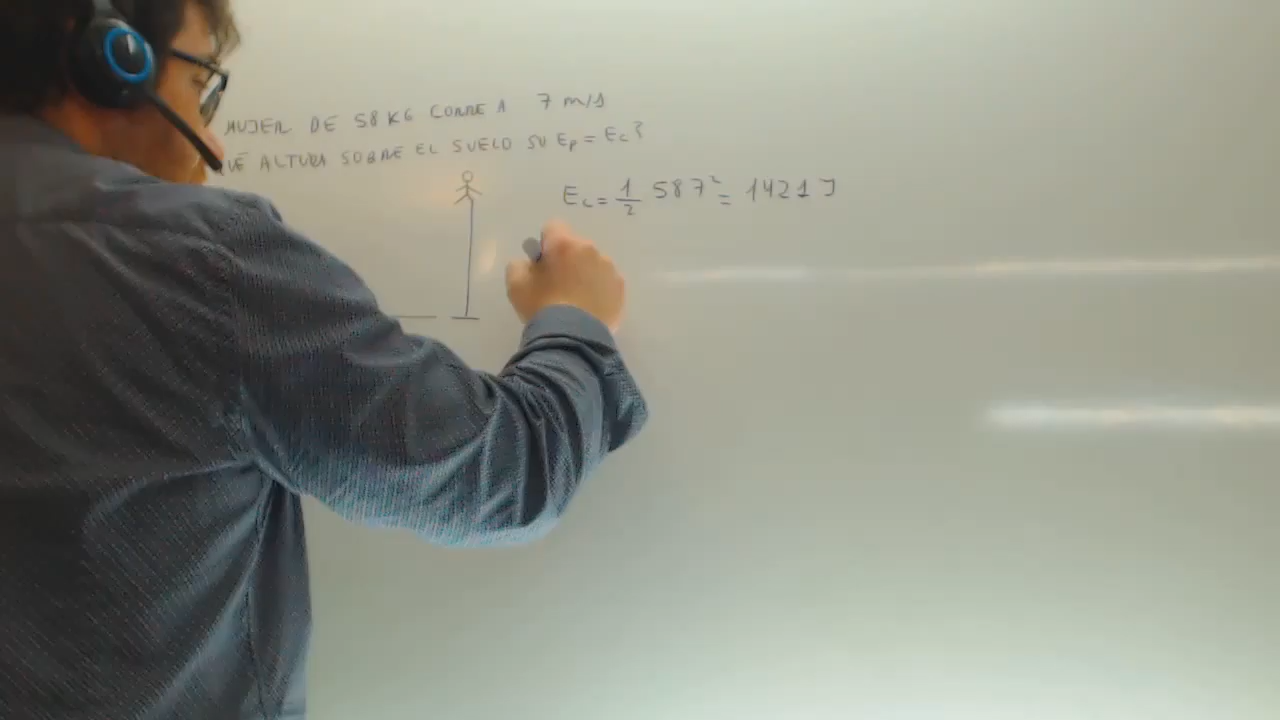 MUJER DE 58 KG CORRE A 7 m/s
UÉ ALTURA SOBRE EL SUELO SU Ep = Ec?
Ec = 1/2 58 7² = 1421 J